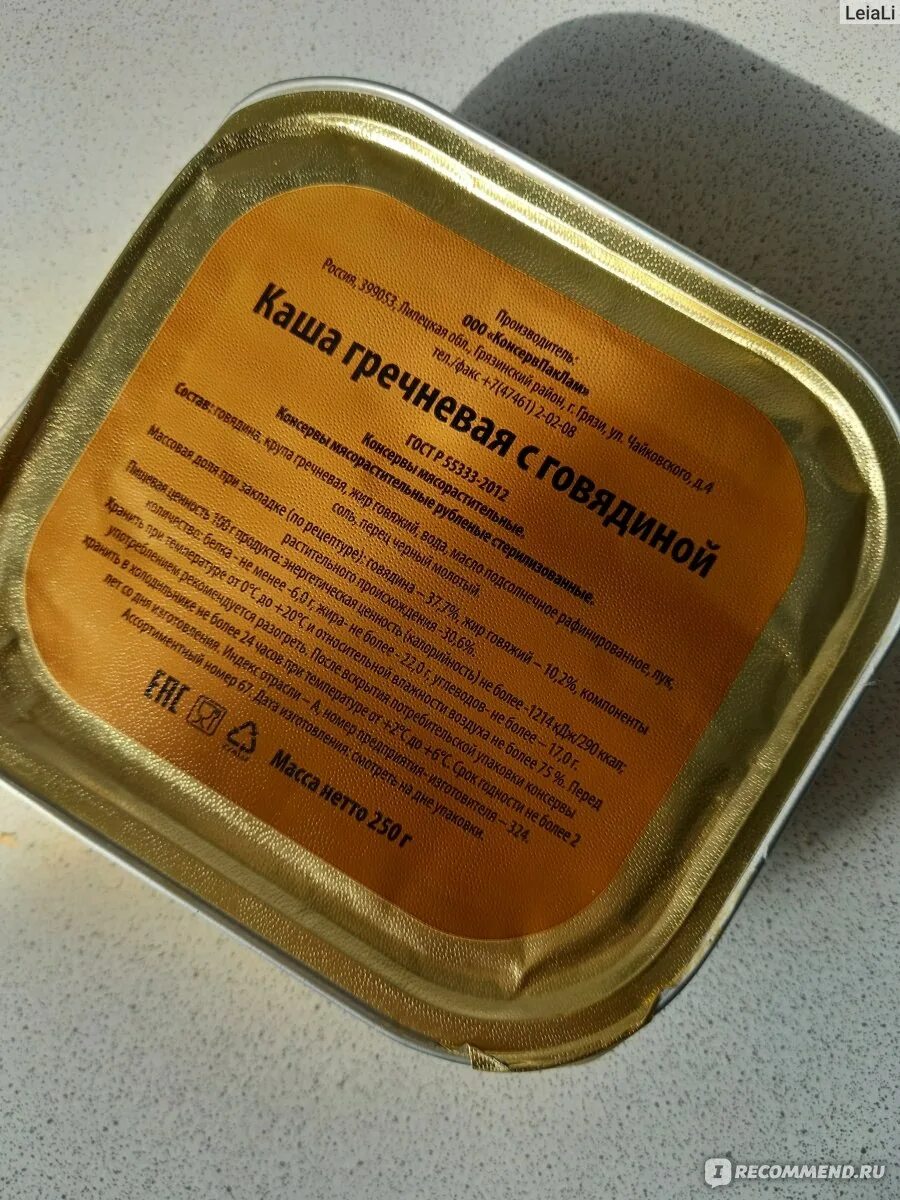 LeiaLi
Производитель:
ООО «КонсервПакЛам»
Россия, 399053, Липецкая обл., Грязинский район, г. Грязи, ул. Чайковского, д.4
тел./факс +7(47461) 2-02-08
Каша гречневая с говядиной
ГОСТ Р 55333-2012
Консервы мясорастительные.
Консервы мясорастительные рубленые стерилизованные.
Состав: говядина, крупа гречневая, жир говяжий, вода, масло подсолнечное рафинированное, лук,
соль, перец черный молотый.
Массовая доля при закладке (по рецептуре): говядина – 37,7%, жир говяжий – 10,2%, компоненты
растительного происхождения -30,6%.
Пищевая ценность 100 г продукта: энергетическая ценность (калорийность) не более -1214 кДж/290 ккал;
количество: белка - не менее -6,0 г, жира- не более - 22,0 г, углеводов- не более – 17,0 г.
Хранить при температуре от 0°С до +20°С и относительной влажности воздуха не более 75 %. Перед
употреблением рекомендуется разогреть. После вскрытия потребительской упаковки консервы
хранить в холодильнике не более 24 часов при температуре от +2°С до +6°С. Срок годности не более 2
лет со дня изготовления. Индекс отрасли – А, номер предприятия- изготовителя – 324.
Ассортиментный номер 67. Дата изготовления: смотреть на дне упаковки.
ЕАС
Масса нетто 250 г
IRECOMMEND.RU